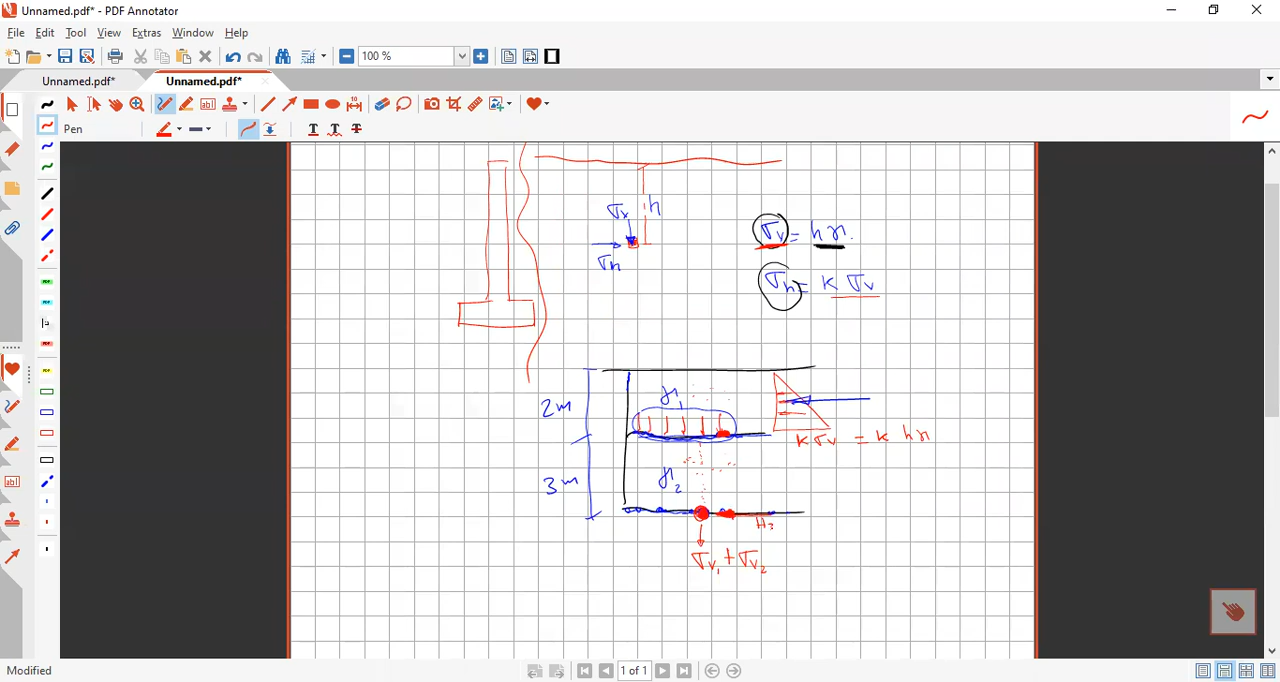 Unnamed.pdf* - PDF Annotator
File Edit Tool View Extras Window Help
100 %
Unnamed.pdf* Unnamed.pdf*
Pen
σv h
σh
σv = hγ.
σh = K σv
2m γ1
K σv = K hγ
3m γ2
σv1 + σv2
1 of 1
Modified